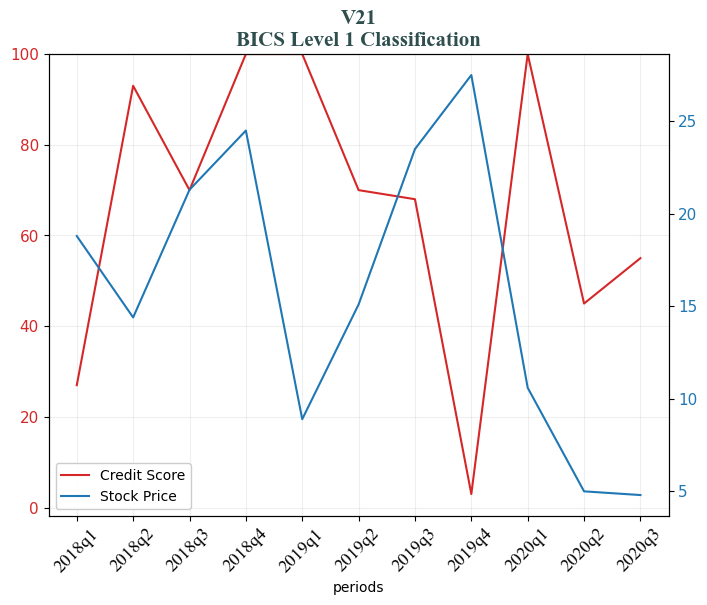 V21
BICS Level 1 Classification
100
80
60
40
20
0
25
20
15
10
5
Credit Score
Stock Price
2018q1
2018q2
2018q3
2018q4
2019q1
2019q2
2019q3
2019q4
2020q1
2020q2
2020q3
periods